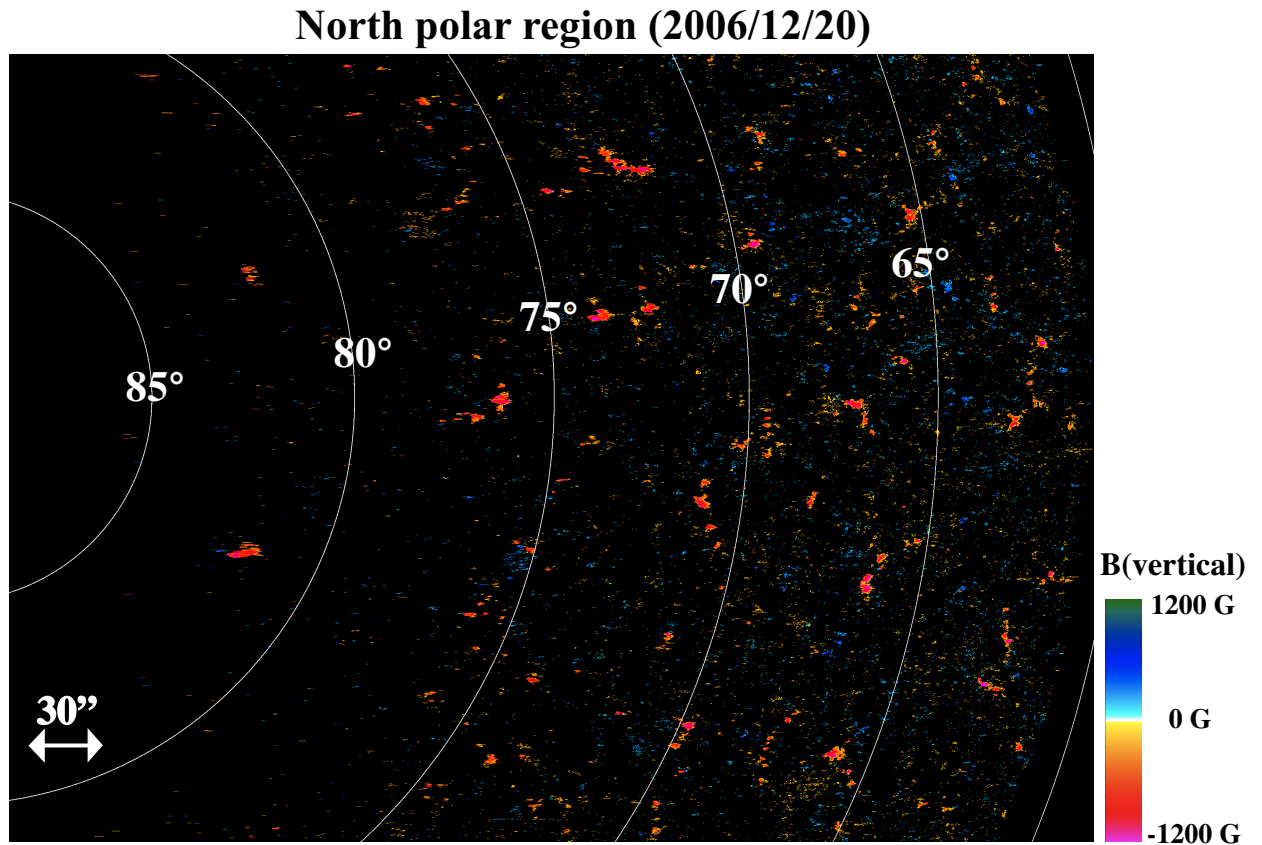 North polar region (2006/12/20)
65°
70°
75°
80°
85°
B(vertical)
1200 G
0 G
-1200 G
30”